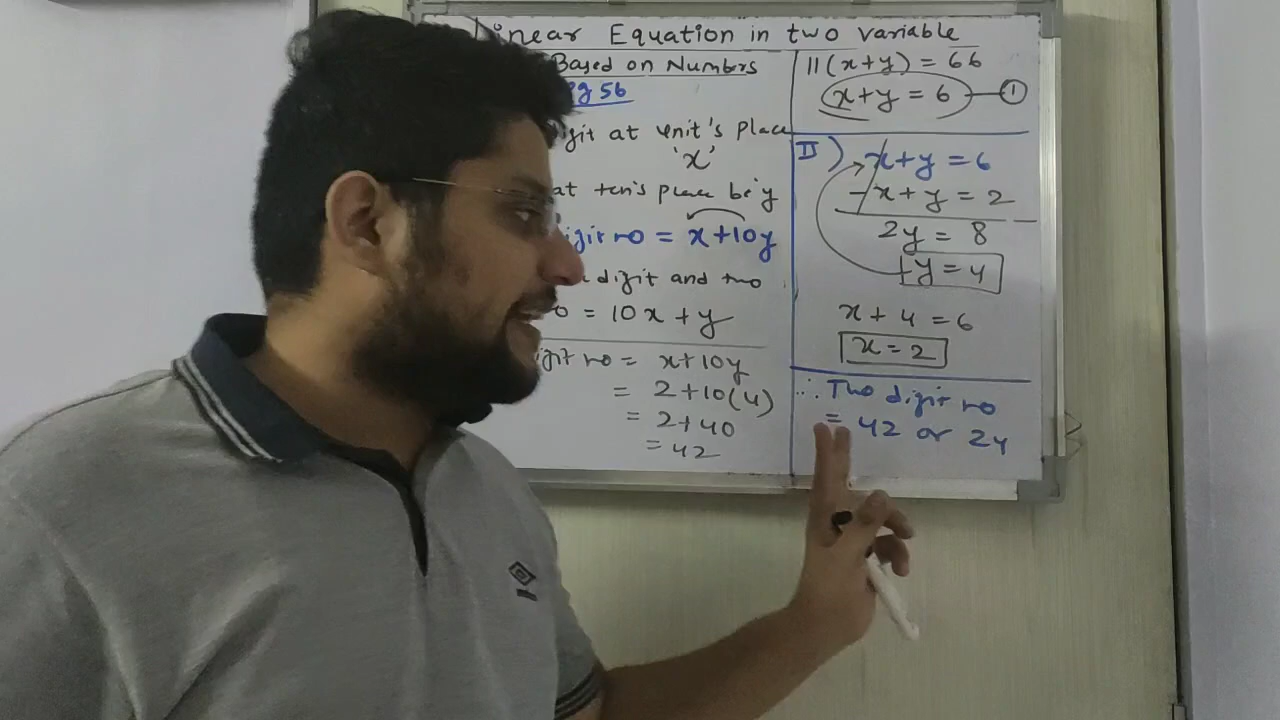 Linear Equation in two variable
Based on Numbers
pg 56
digit at unit's place
'x'
at ten's place be y
digit no = x+10y
digit and two
= 10x + y
digit no = x+10y
= 2+10(4)
= 2+40
= 42
11(x+y) = 66
x+y = 6 — 1
II) x+y = 6
-x+y = 2
2y = 8
y = 4
x + 4 = 6
x = 2
∴ Two digit no
= 42 or 24